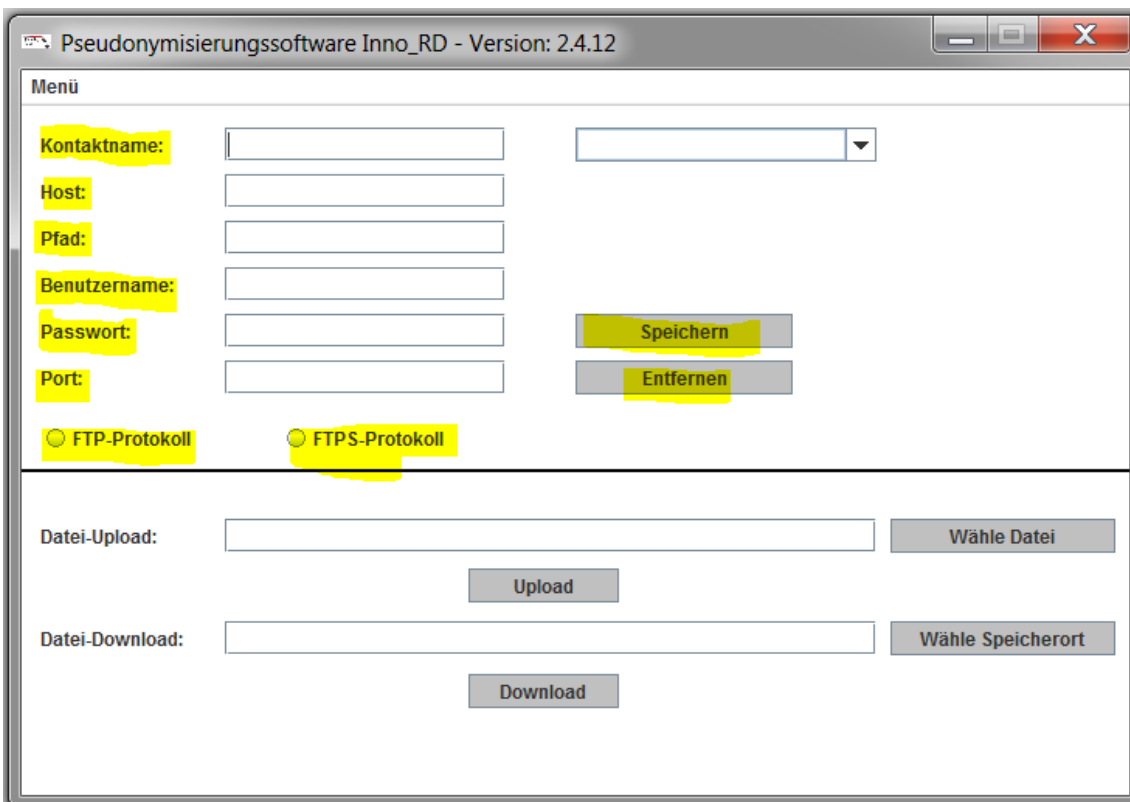 Pseudonymisierungssoftware Inno_RD - Version: 2.4.12
Menü
Kontaktname:
Host:
Pfad:
Benutzername:
Passwort: Speichern
Port: Entfernen
FTP-Protokoll FTPS-Protokoll
Datei-Upload: Wähle Datei
Upload
Datei-Download: Wähle Speicherort
Download